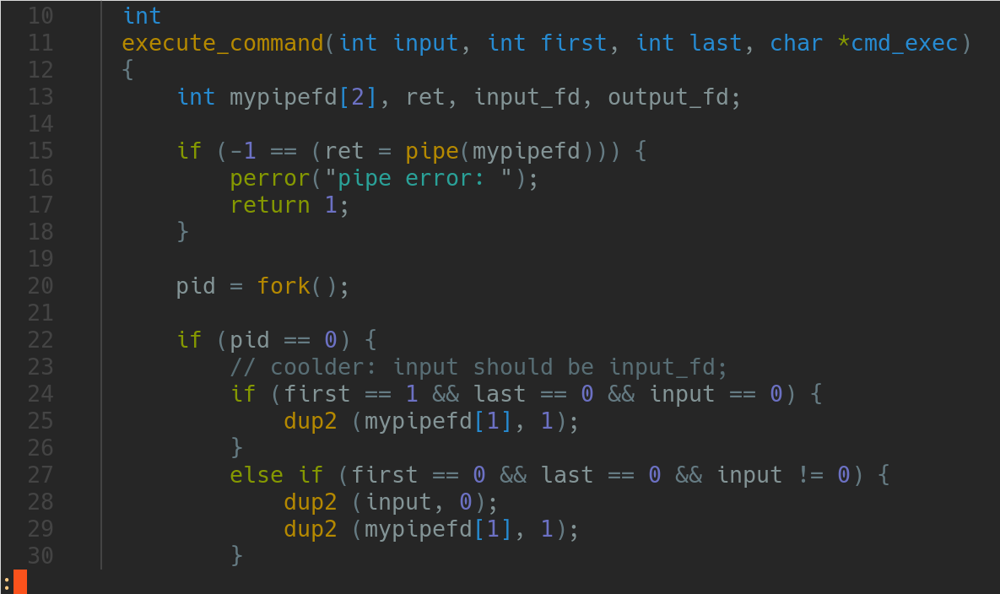 10 int
11 execute_command(int input, int first, int last, char *cmd_exec)
12 {
13     int mypipefd[2], ret, input_fd, output_fd;
14
15     if (-1 == (ret = pipe(mypipefd))) {
16         perror("pipe error: ");
17         return 1;
18     }
19
20     pid = fork();
21
22     if (pid == 0) {
23         // coolder: input should be input_fd;
24         if (first == 1 && last == 0 && input == 0) {
25             dup2 (mypipefd[1], 1);
26         }
27         else if (first == 0 && last == 0 && input != 0) {
28             dup2 (input, 0);
29             dup2 (mypipefd[1], 1);
30         }
: